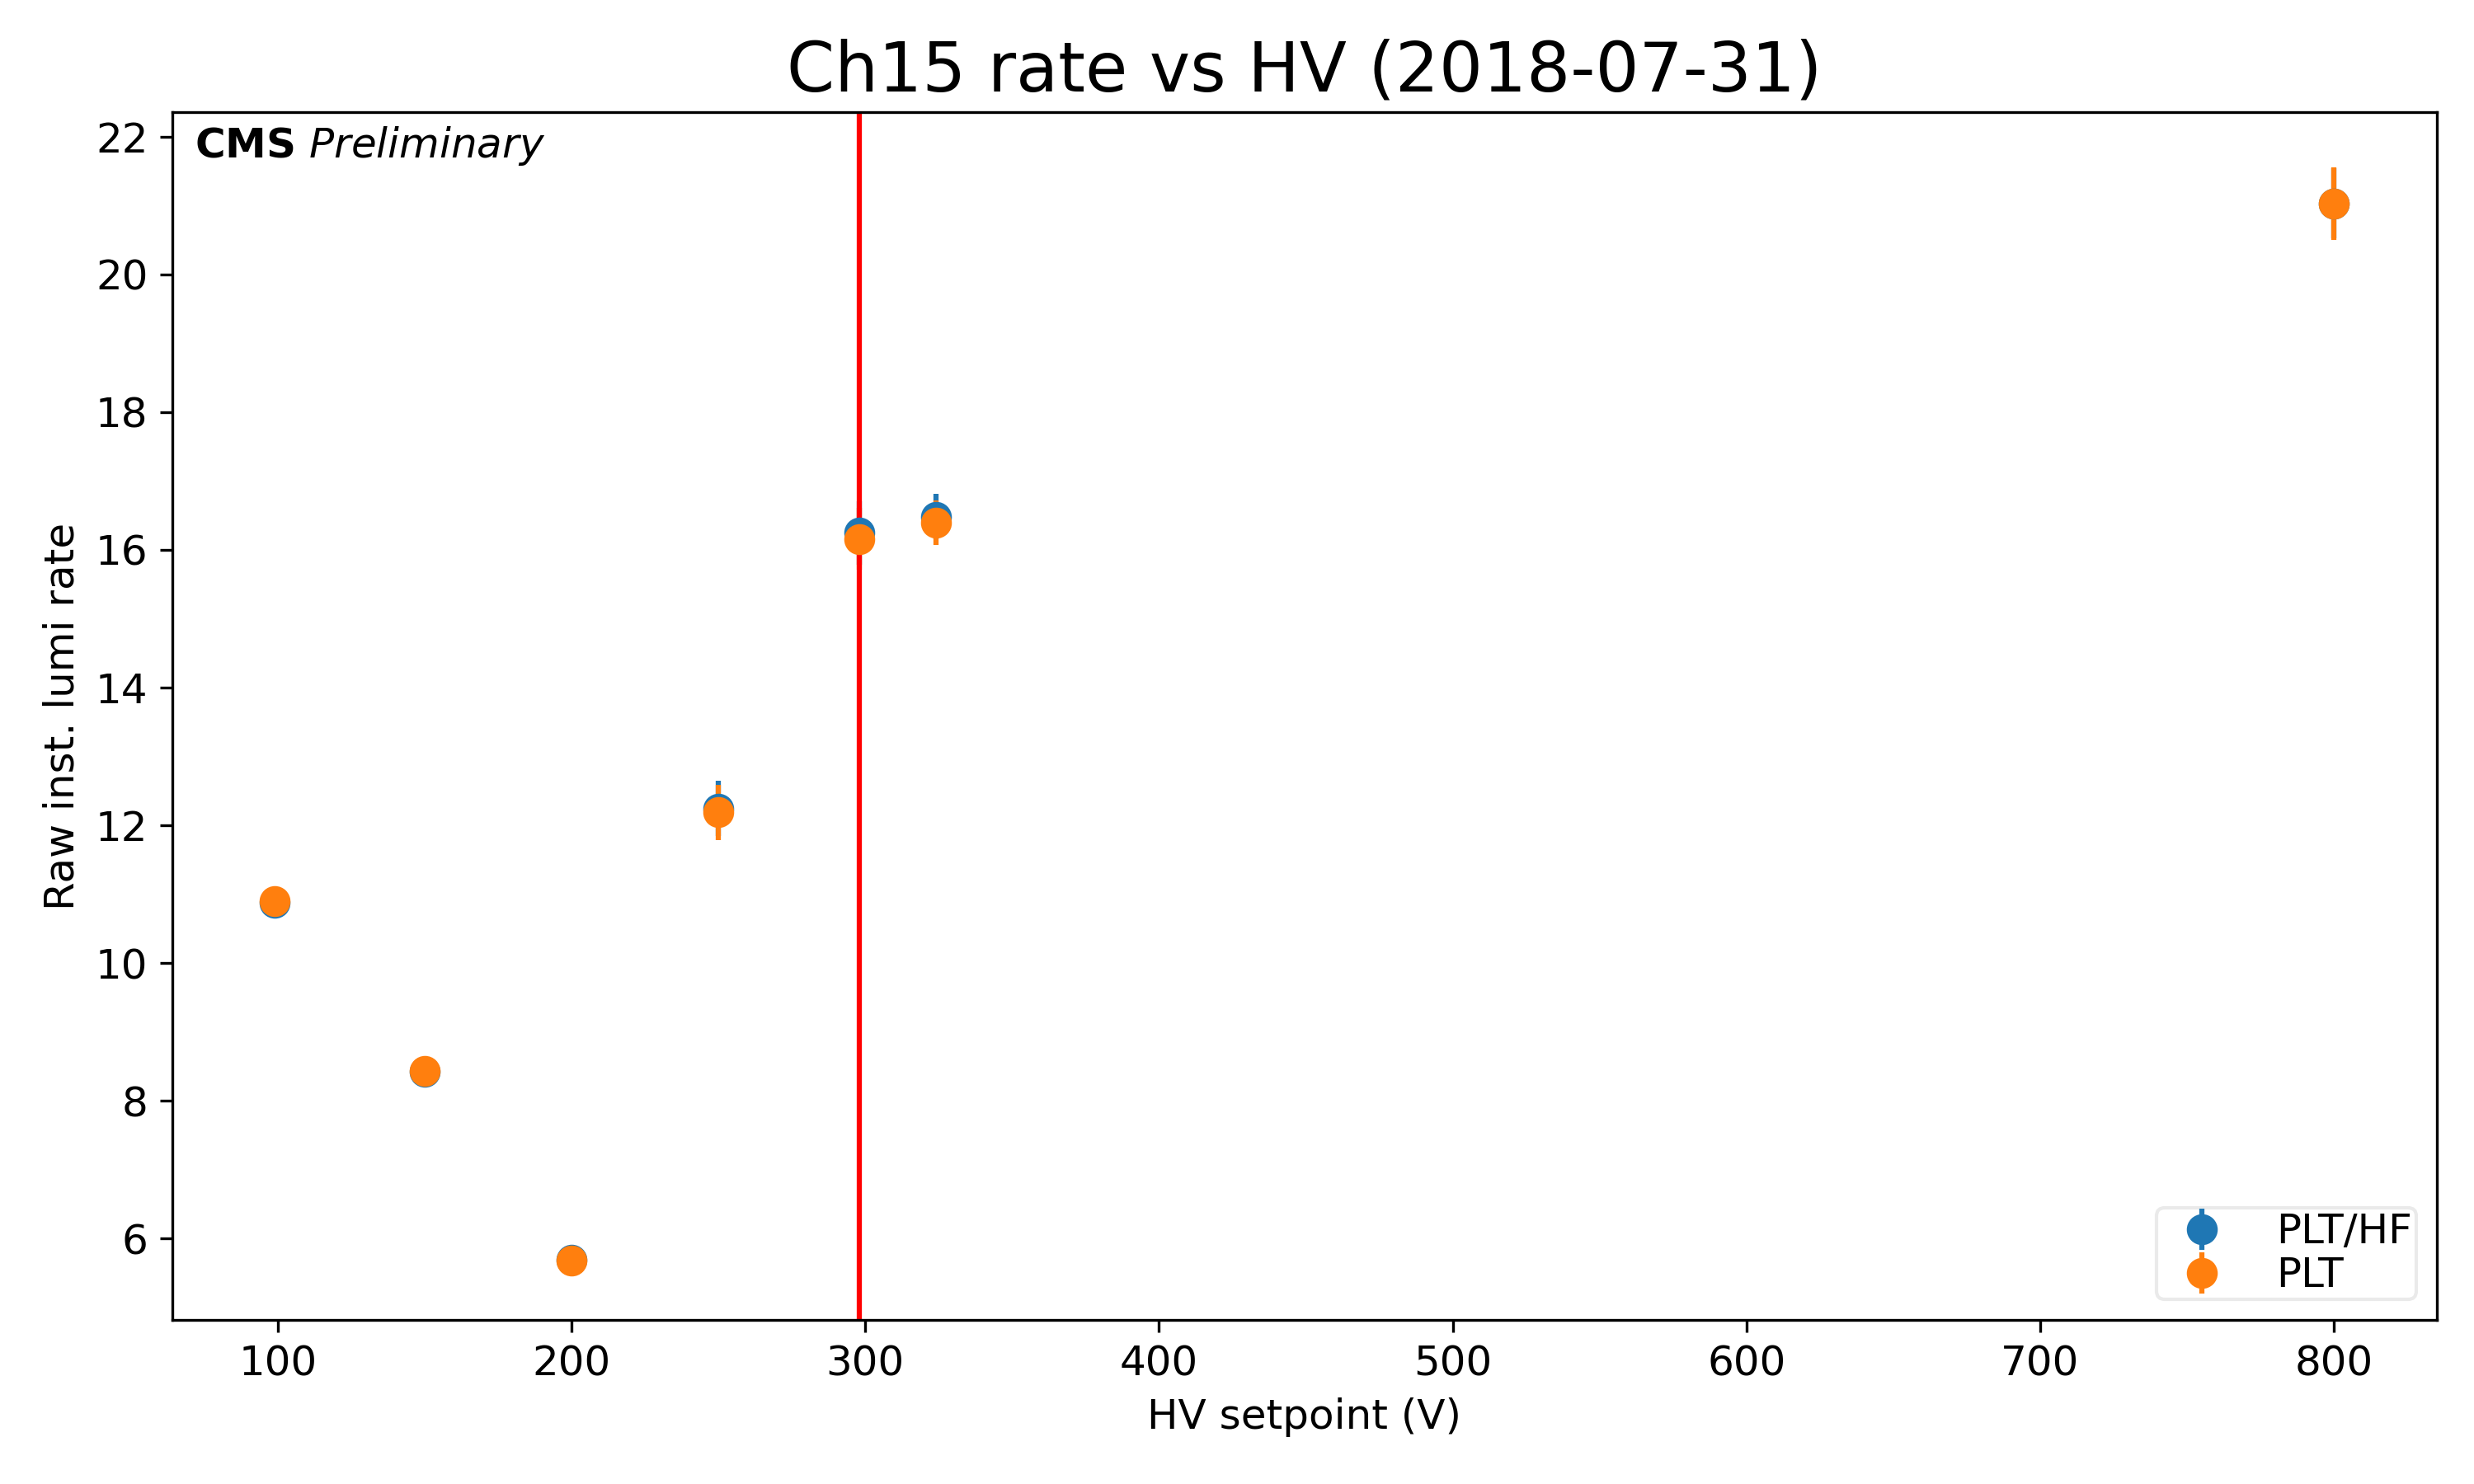 Ch15 rate vs HV (2018-07-31)
CMS Preliminary
22
20
18
16
14
12
10
8
6
Raw inst. lumi rate
PLT/HF
PLT
100 200 300 400 500 600 700 800
HV setpoint (V)